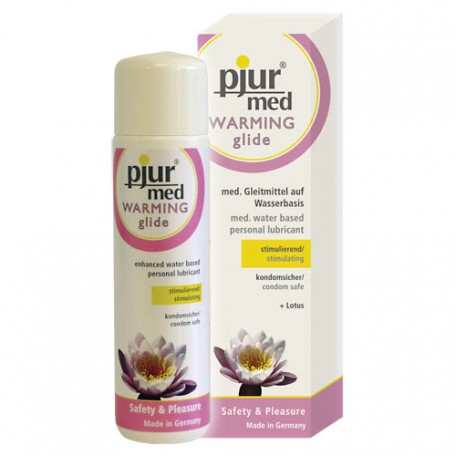 pjur®
med
WARMING
glide
enhanced water based
personal lubricant
stimulierend/
stimulating
kondomsicher/
condom safe
Safety & Pleasure
Made in Germany
pjur®
med
WARMING
glide
med. Gleitmittel auf
Wasserbasis
med. water based
personal lubricant
stimulierend/
stimulating
kondomsicher/
condom safe
+ Lotus
Safety & Pleasure
Made in Germany